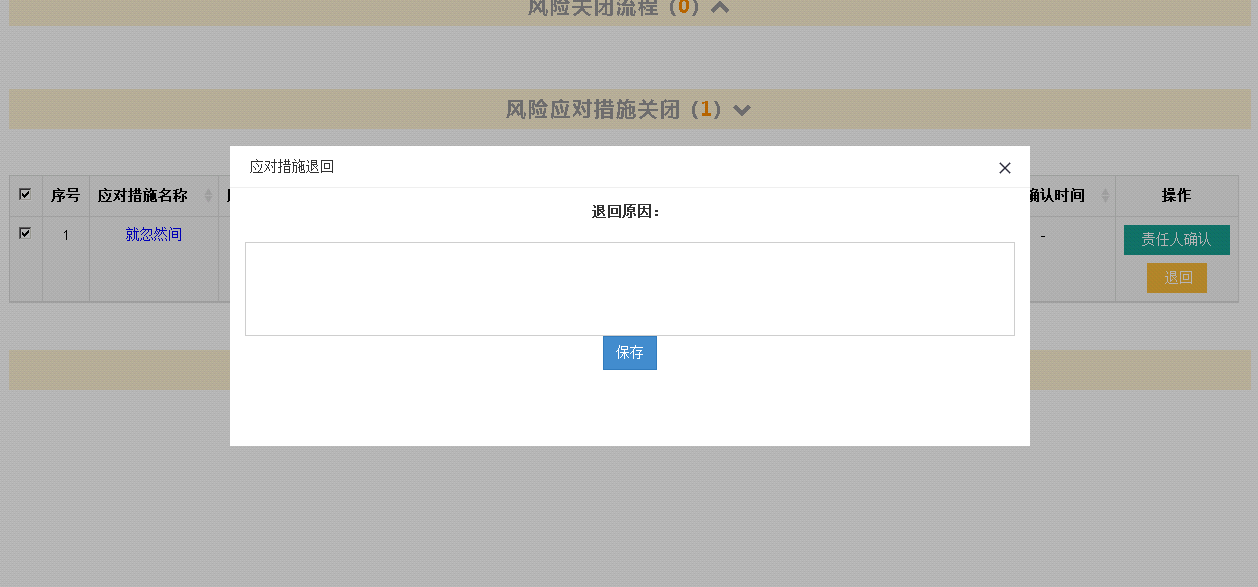 风险关闭流程（0）
风险应对措施关闭（1）
应对措施退回
序号 应对措施名称 确认时间 操作
退回原因：
1 就忽然间 - 责任人确认
退回
保存